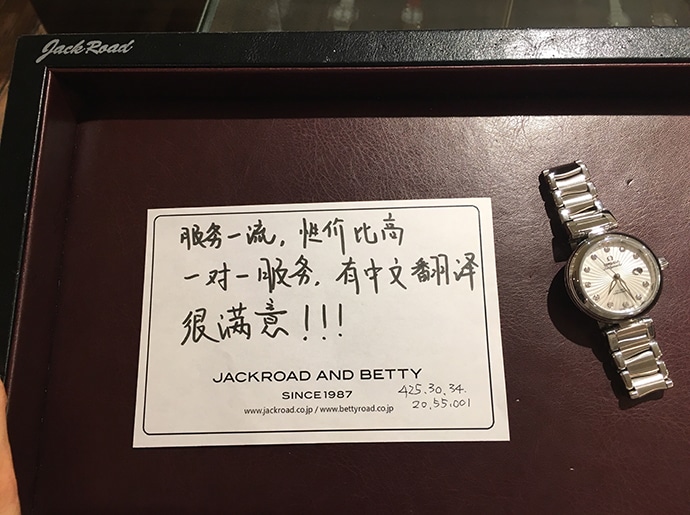 Jack Road
服务一流，性价比高
一对一服务，有中文翻译
很满意！！！
JACKROAD AND BETTY
SINCE1987
www.jackroad.co.jp / www.bettyroad.co.jp
425.30.34.
20.55.001